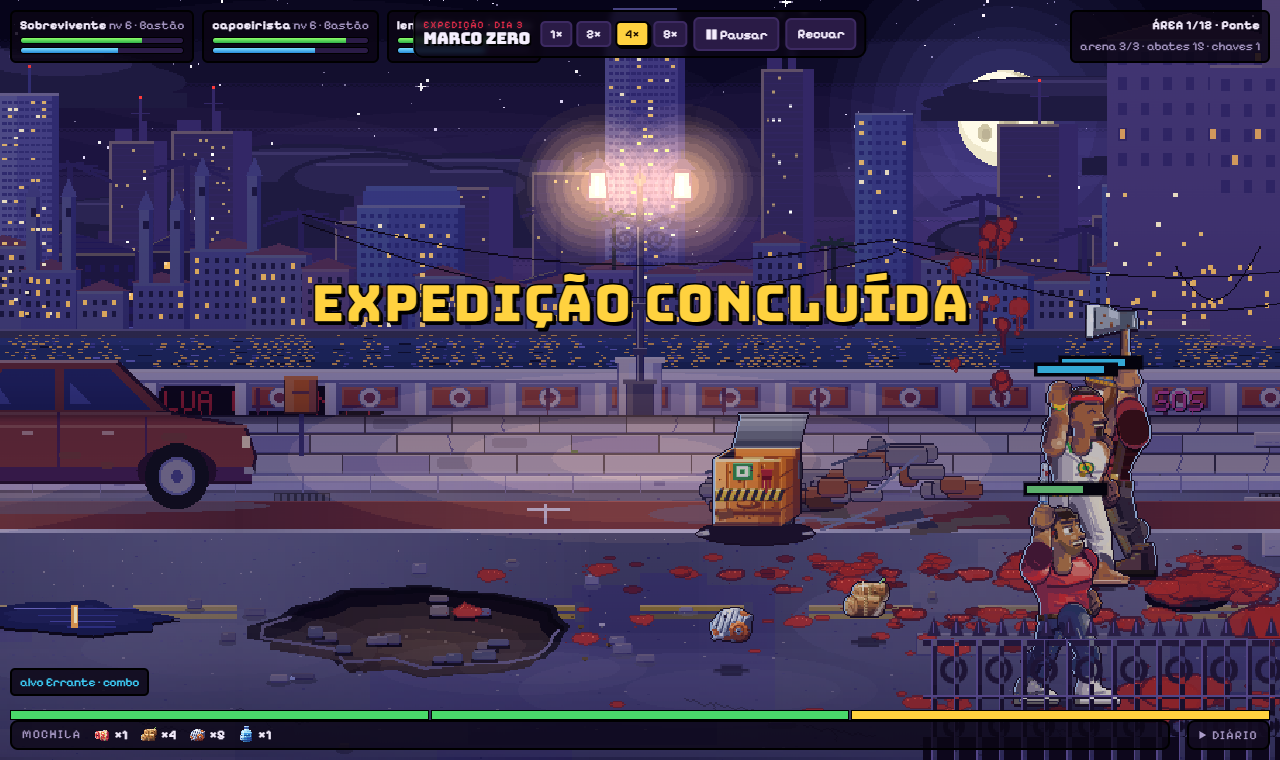 Sobrevivente nv 6 · Bastão
capoeirista nv 6 · Bastão
EXPEDIÇÃO · DIA 3
MARCO ZERO
1×
2×
4×
8×
Pausar
Recuar
ÁREA 1/18 · Ponte
arena 3/3 · abates 18 · chaves 1
EXPEDIÇÃO CONCLUÍDA
LVA
SOS
alvo Errante · combo
MOCHILA ×1 ×4 ×8 ×1
▶ DIÁRIO